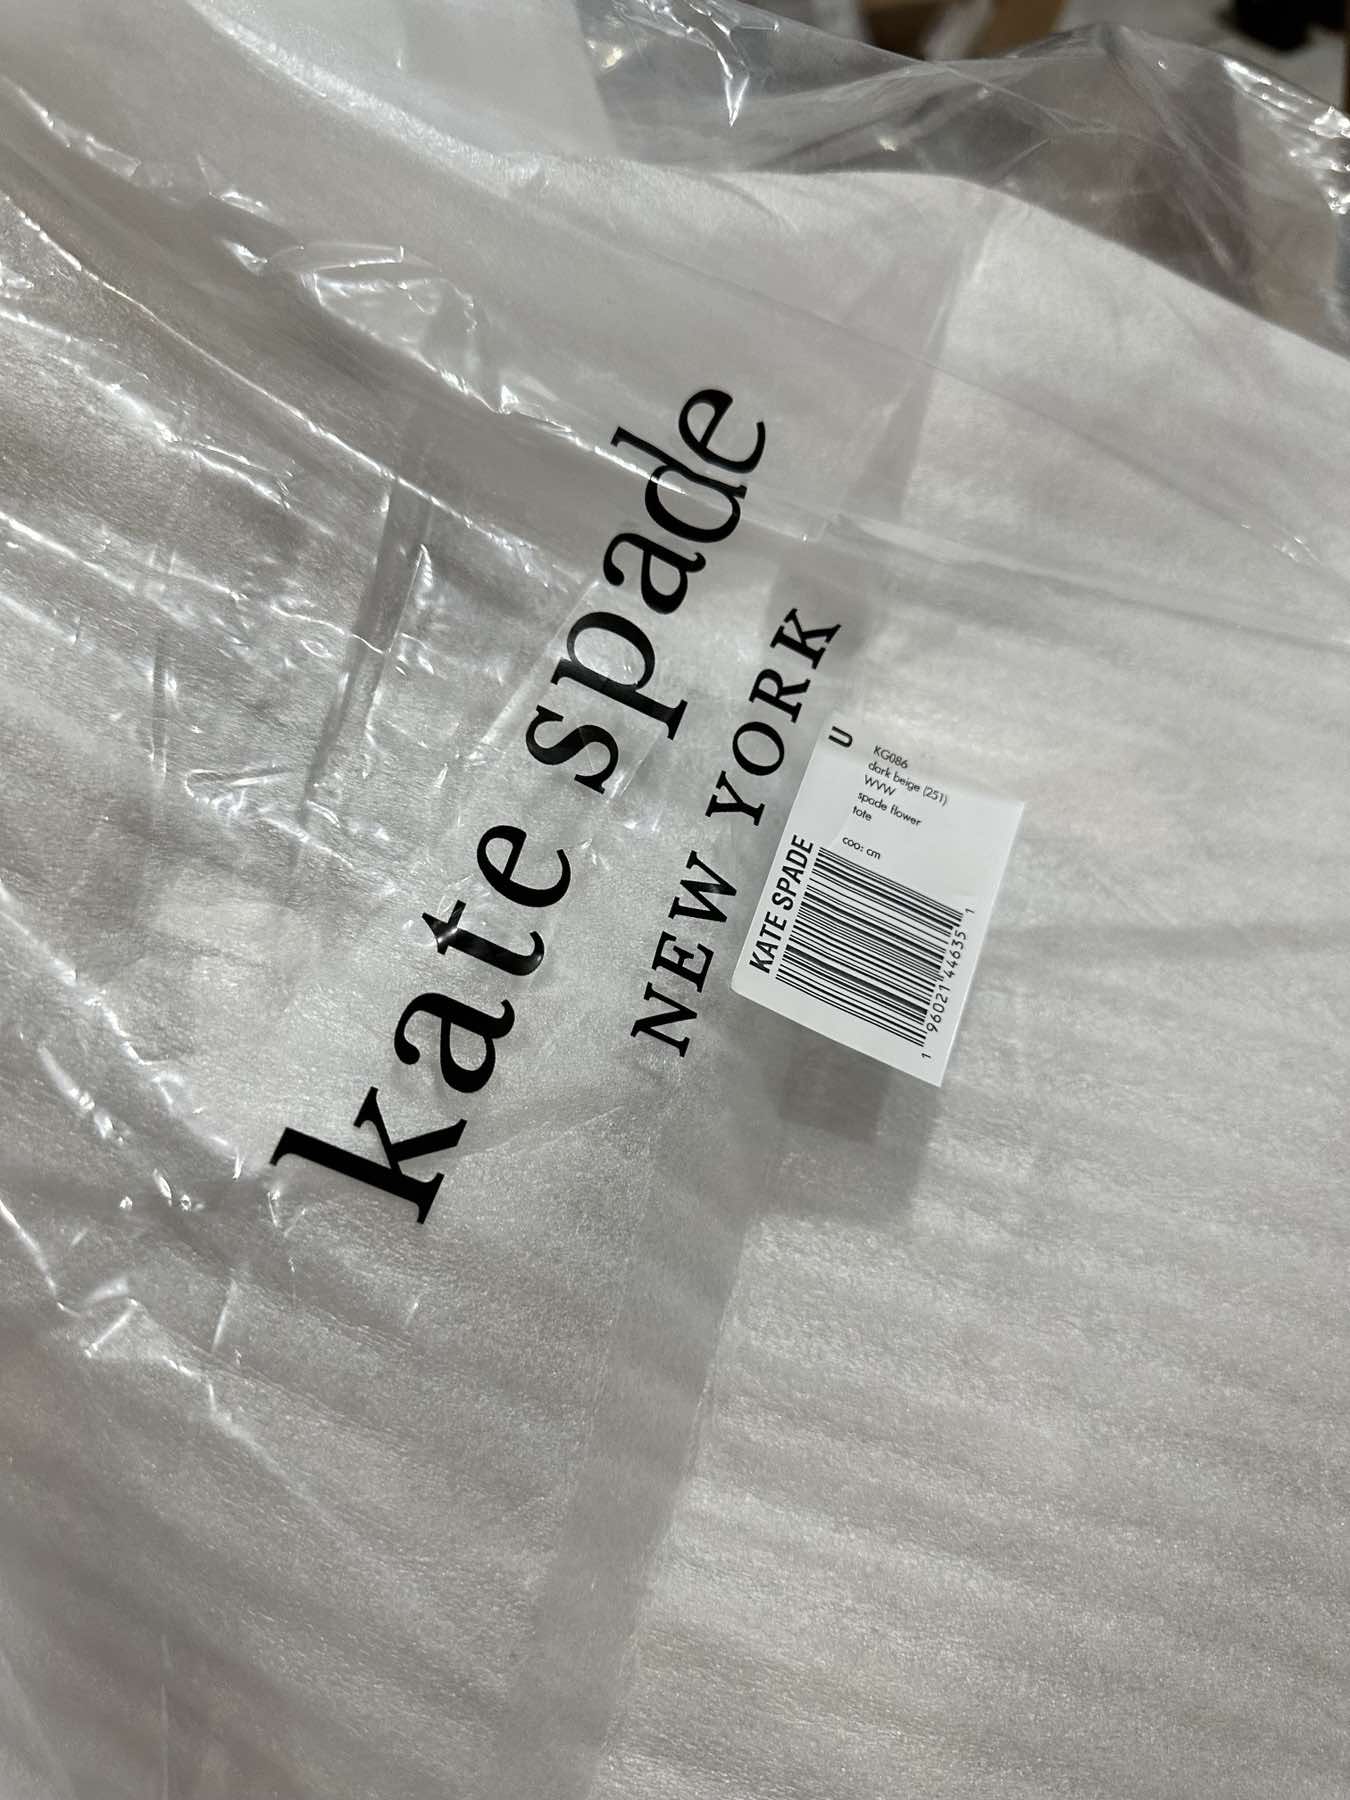 kate spade
NEW YORK
U
KG086
dark beige (251)
WVW
spade flower
tote
coo: cm
KATE SPADE
1 96021 44635 1